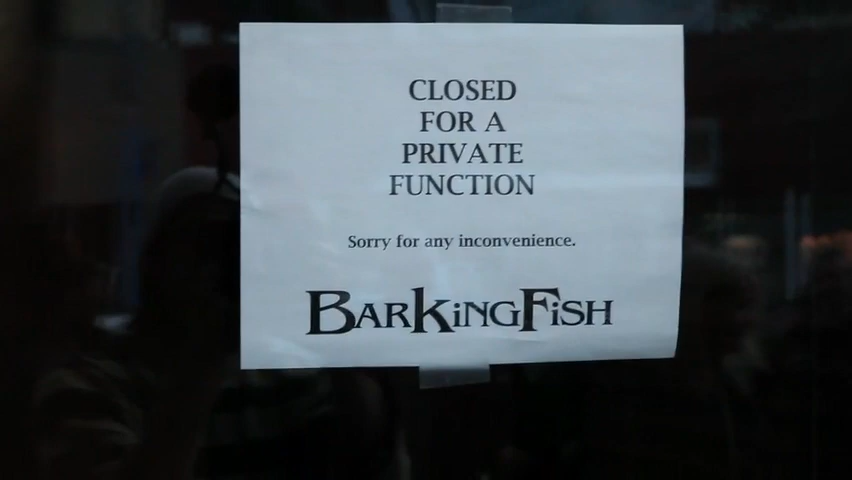 CLOSED
FOR A
PRIVATE
FUNCTION
Sorry for any inconvenience.
BARKiNGFiSH